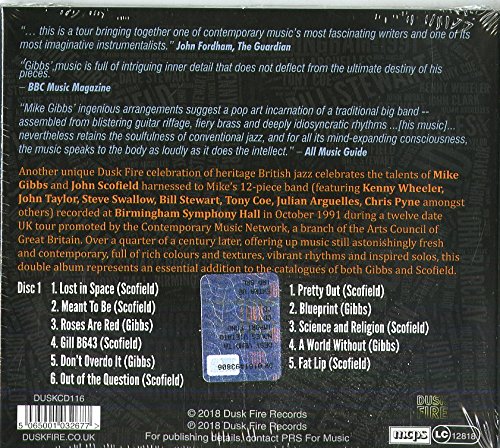 “... this is a tour bringing together one of contemporary music's most fascinating writers and one of its
most imaginative instrumentalists.” John Fordham, The Guardian
“Gibbs' music is full of intriguing inner detail that does not deflect from the ultimate destiny of his
pieces.”
– BBC Music Magazine
“Mike Gibbs' ingenious arrangements suggest a pop art incarnation of a traditional big band --
assembled from blistering guitar riffage, fiery brass and deeply idiosyncratic rhythms ...[his music]...
nevertheless retains the soulfulness of conventional jazz, and for all its mind-expanding consciousness,
the music speaks to the body as loudly as it does the intellect.” – All Music Guide
Another unique Dusk Fire celebration of heritage British jazz celebrates the talents of Mike
Gibbs and John Scofield harnessed to Mike's 12-piece band (featuring Kenny Wheeler,
John Taylor, Steve Swallow, Bill Stewart, Tony Coe, Julian Arguelles, Chris Pyne amongst
others) recorded at Birmingham Symphony Hall in October 1991 during a twelve date
UK tour promoted by the Contemporary Music Network, a branch of the Arts Council of
Great Britain. Over a quarter of a century later, offering up music still astonishingly fresh
and contemporary, full of rich colours and textures, vibrant rhythms and inspired solos, this
double album represents an essential addition to the catalogues of both Gibbs and Scofield.
Disc 1
1. Lost in Space (Scofield)
2. Meant To Be (Scofield)
3. Roses Are Red (Gibbs)
4. Gill B643 (Scofield)
5. Don't Overdo It (Gibbs)
6. Out of the Question (Scofield)
1. Pretty Out (Scofield)
2. Blueprint (Gibbs)
3. Science and Religion (Scofield)
4. A World Without (Gibbs)
5. Fat Lip (Scofield)
DUSKCD116
5 065001 032677
DUSKFIRE.CO.UK
℗ 2018 Dusk Fire Records
© 2018 Dusk Fire Records
For publishing details, contact PRS For Music
DUSK
FIRE
mcps
LC 12818